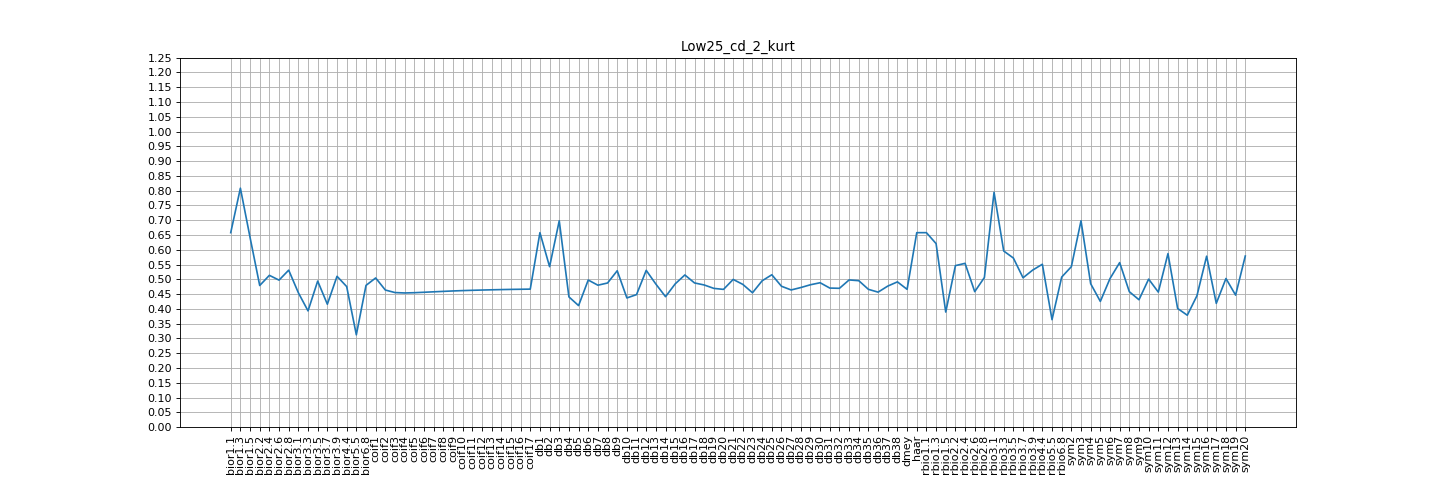 Low25_cd_2_kurt
1.25
1.20
1.15
1.10
1.05
1.00
0.95
0.90
0.85
0.80
0.75
0.70
0.65
0.60
0.55
0.50
0.45
0.40
0.35
0.30
0.25
0.20
0.15
0.10
0.05
0.00
bior1.1
bior1.3
bior1.5
bior2.2
bior2.4
bior2.6
bior2.8
bior3.1
bior3.3
bior3.5
bior3.7
bior3.9
bior4.4
bior5.5
bior6.8
coif1
coif2
coif3
coif4
coif5
coif6
coif7
coif8
coif9
coif10
coif11
coif12
coif13
coif14
coif15
coif16
coif17
db1
db2
db3
db4
db5
db6
db7
db8
db9
db10
db11
db12
db13
db14
db15
db16
db17
db18
db19
db20
db21
db22
db23
db24
db25
db26
db27
db28
db29
db30
db31
db32
db33
db34
db35
db36
db37
db38
dmey
haar
rbio1.1
rbio1.3
rbio1.5
rbio2.2
rbio2.4
rbio2.6
rbio2.8
rbio3.1
rbio3.3
rbio3.5
rbio3.7
rbio3.9
rbio4.4
rbio5.5
rbio6.8
sym2
sym3
sym4
sym5
sym6
sym7
sym8
sym9
sym10
sym11
sym12
sym13
sym14
sym15
sym16
sym17
sym18
sym19
sym20